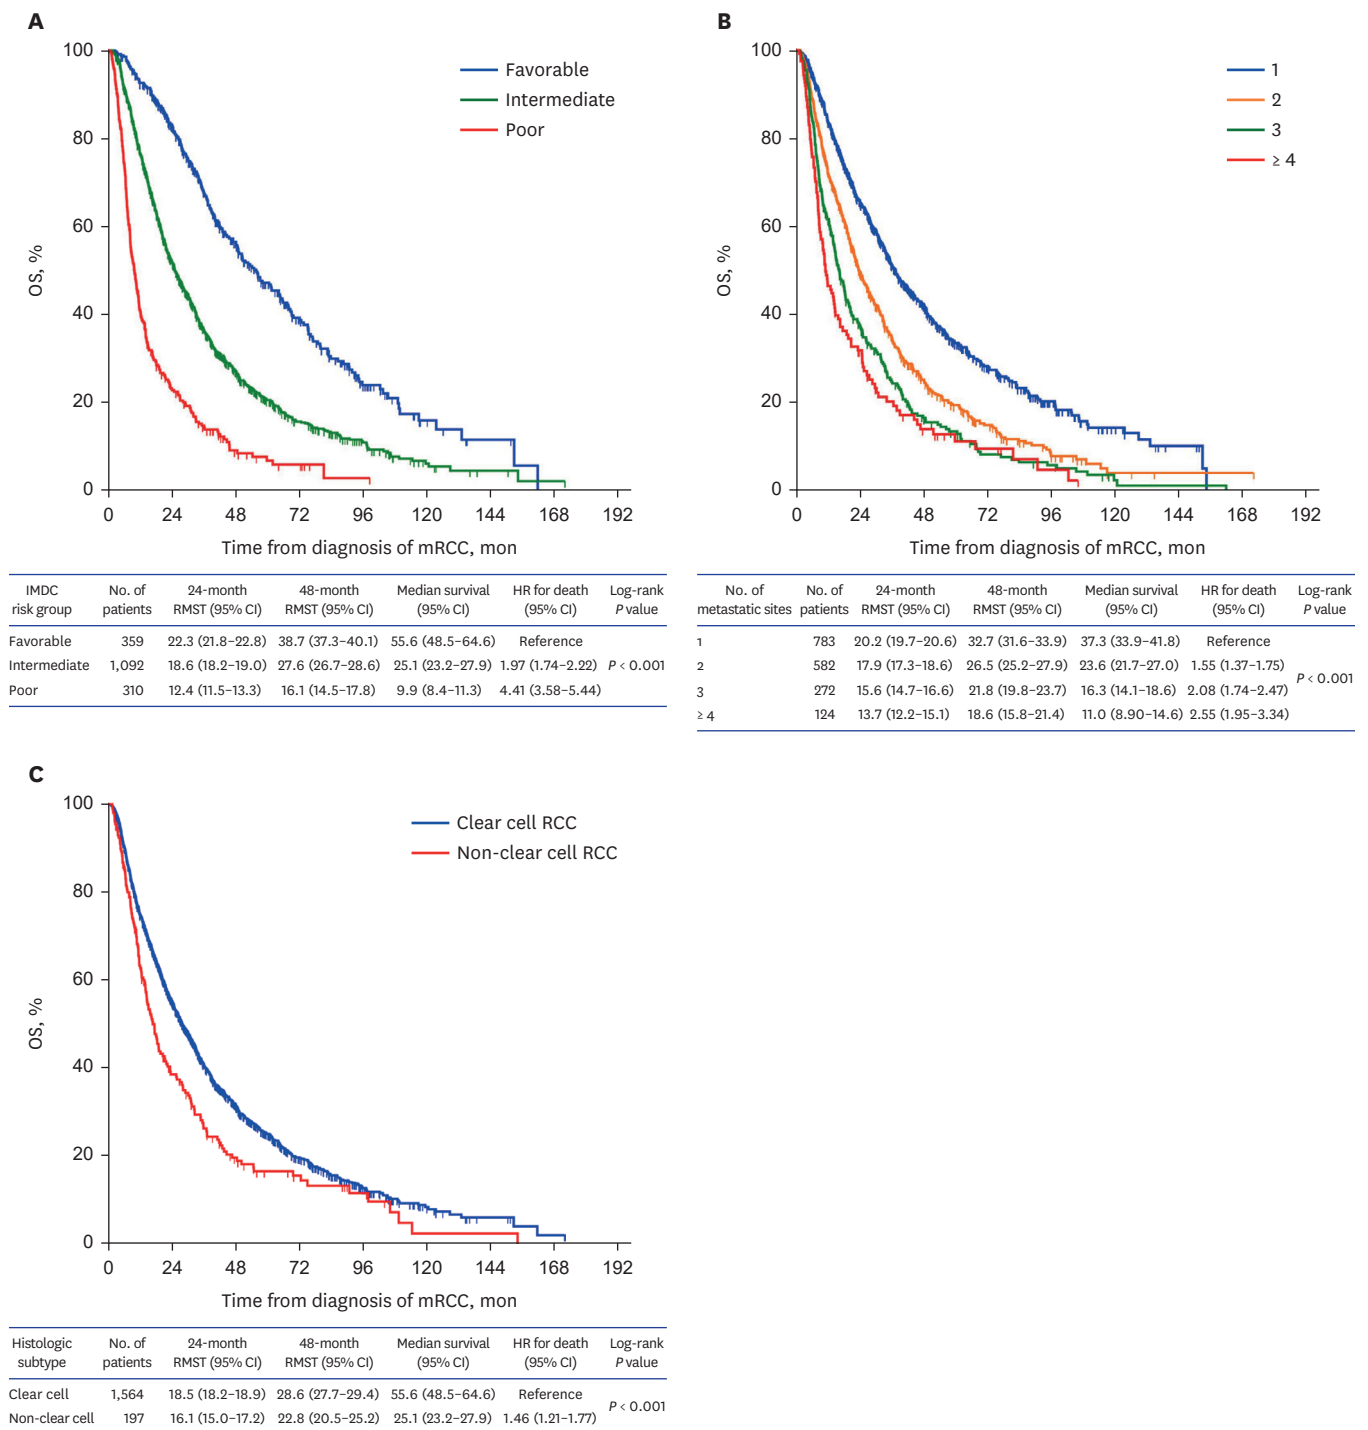 A
100
80
60
40
20
0
OS, %
Favorable
Intermediate
Poor
0 24 48 72 96 120 144 168 192
Time from diagnosis of mRCC, mon
IMDC risk group No. of patients 24-month RMST (95% CI) 48-month RMST (95% CI) Median survival (95% CI) HR for death (95% CI) Log-rank P value
Favorable 359 22.3 (21.8–22.8) 38.7 (37.3–40.1) 55.6 (48.5–64.6) Reference
Intermediate 1,092 18.6 (18.2–19.0) 27.6 (26.7–28.6) 25.1 (23.2–27.9) 1.97 (1.74–2.22) P < 0.001
Poor 310 12.4 (11.5–13.3) 16.1 (14.5–17.8) 9.9 (8.4–11.3) 4.41 (3.58–5.44)
B
100
80
60
40
20
0
OS, %
1
2
3
≥ 4
0 24 48 72 96 120 144 168 192
Time from diagnosis of mRCC, mon
No. of metastatic sites No. of patients 24-month RMST (95% CI) 48-month RMST (95% CI) Median survival (95% CI) HR for death (95% CI) Log-rank P value
1 783 20.2 (19.7–20.6) 32.7 (31.6–33.9) 37.3 (33.9–41.8) Reference
2 582 17.9 (17.3–18.6) 26.5 (25.2–27.9) 23.6 (21.7–27.0) 1.55 (1.37–1.75)
P < 0.001
3 272 15.6 (14.7–16.6) 21.8 (19.8–23.7) 16.3 (14.1–18.6) 2.08 (1.74–2.47)
≥ 4 124 13.7 (12.2–15.1) 18.6 (15.8–21.4) 11.0 (8.90–14.6) 2.55 (1.95–3.34)
C
100
80
60
40
20
0
OS, %
Clear cell RCC
Non-clear cell RCC
0 24 48 72 96 120 144 168 192
Time from diagnosis of mRCC, mon
Histologic subtype No. of patients 24-month RMST (95% CI) 48-month RMST (95% CI) Median survival (95% CI) HR for death (95% CI) Log-rank P value
Clear cell 1,564 18.5 (18.2–18.9) 28.6 (27.7–29.4) 55.6 (48.5–64.6) Reference
P < 0.001
Non-clear cell 197 16.1 (15.0–17.2) 22.8 (20.5–25.2) 25.1 (23.2–27.9) 1.46 (1.21–1.77)